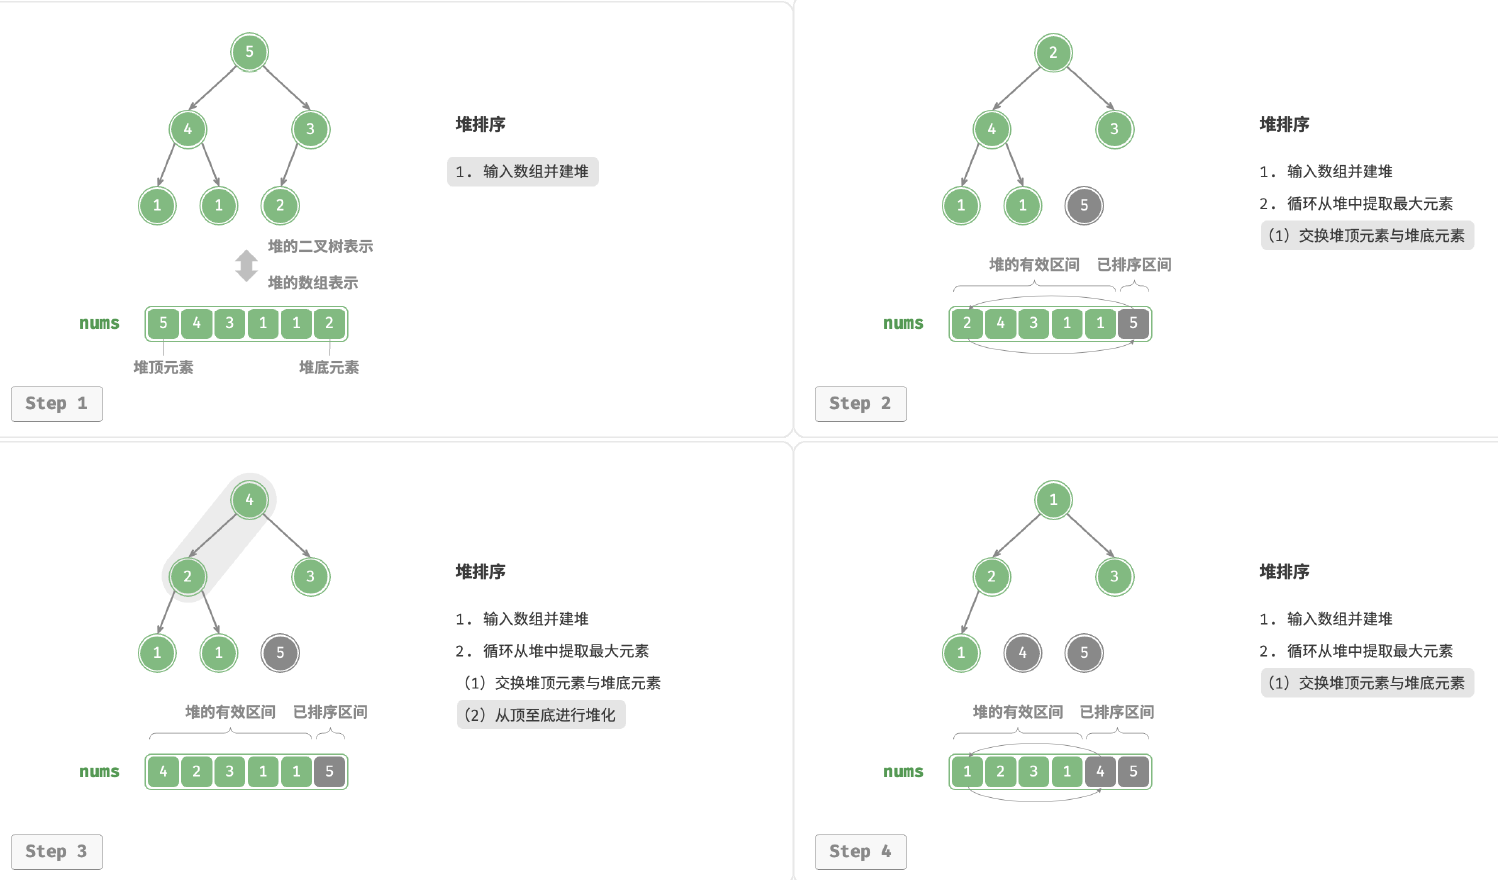 5
4 3
1 1 2
堆的二叉树表示
堆的数组表示
nums 5 4 3 1 1 2
堆顶元素 堆底元素
堆排序
1. 输入数组并建堆
Step 1
2
4 3
1 1 5
堆的有效区间 已排序区间
nums 2 4 3 1 1 5
堆排序
1. 输入数组并建堆
2. 循环从堆中提取最大元素
（1）交换堆顶元素与堆底元素
Step 2
4
2 3
1 1 5
堆的有效区间 已排序区间
nums 4 2 3 1 1 5
堆排序
1. 输入数组并建堆
2. 循环从堆中提取最大元素
（1）交换堆顶元素与堆底元素
（2）从顶至底进行堆化
Step 3
1
2 3
1 4 5
堆的有效区间 已排序区间
nums 1 2 3 1 4 5
堆排序
1. 输入数组并建堆
2. 循环从堆中提取最大元素
（1）交换堆顶元素与堆底元素
Step 4